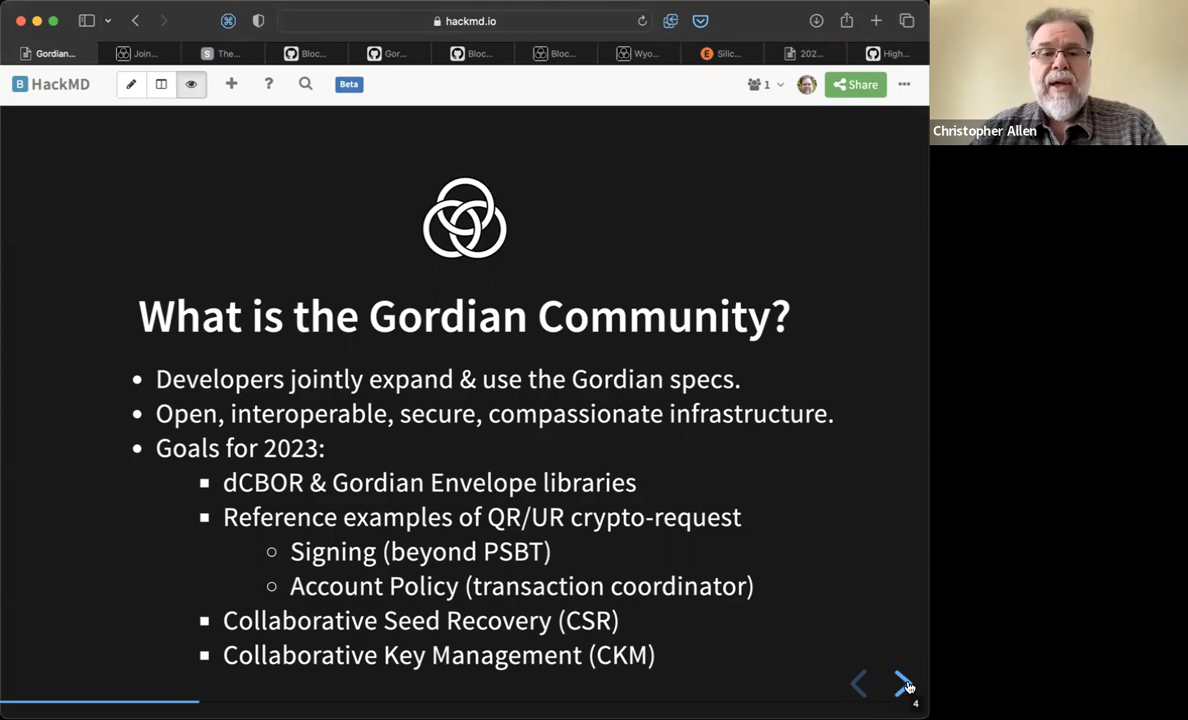 hackmd.io
Gordian...
Join...
The...
Bloc...
Gor...
Bloc...
Bloc...
Wyo...
Silic...
202...
High...
HackMD
Beta
1
Share
Christopher Allen
What is the Gordian Community?
Developers jointly expand & use the Gordian specs.
Open, interoperable, secure, compassionate infrastructure.
Goals for 2023:
dCBOR & Gordian Envelope libraries
Reference examples of QR/UR crypto-request
Signing (beyond PSBT)
Account Policy (transaction coordinator)
Collaborative Seed Recovery (CSR)
Collaborative Key Management (CKM)
4